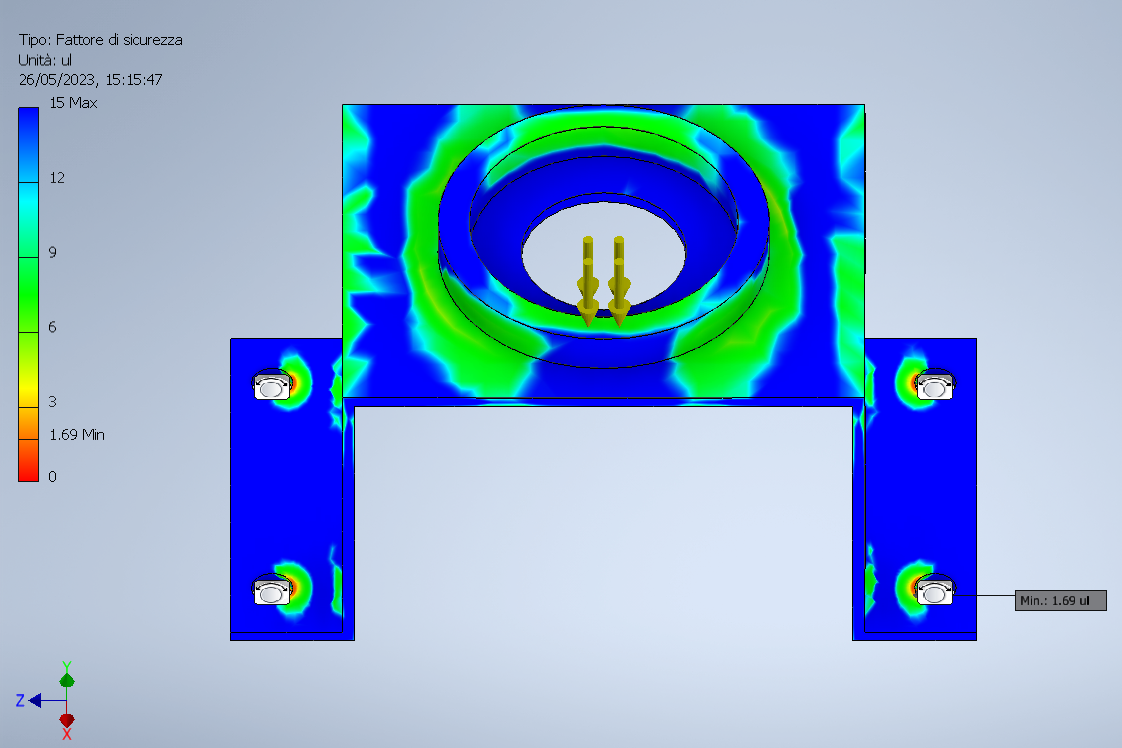 Tipo: Fattore di sicurezza
Unità: ul
26/05/2023, 15:15:47
15 Max
12
9
6
3
1.69 Min
0
Min.: 1.69 ul
Y
Z
X